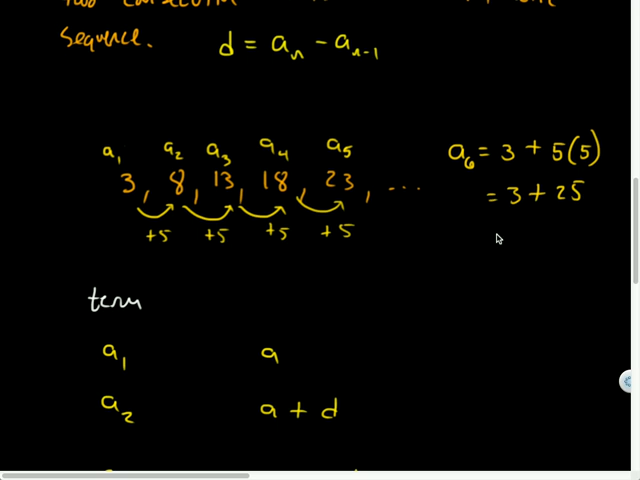 sequence. d = aₙ − aₙ₋₁
a₁ a₂ a₃ a₄ a₅
3, 8, 13, 18, 23, ...
+5 +5 +5 +5
a₆ = 3 + 5(5)
= 3 + 25
term
a₁ a
a₂ a + d